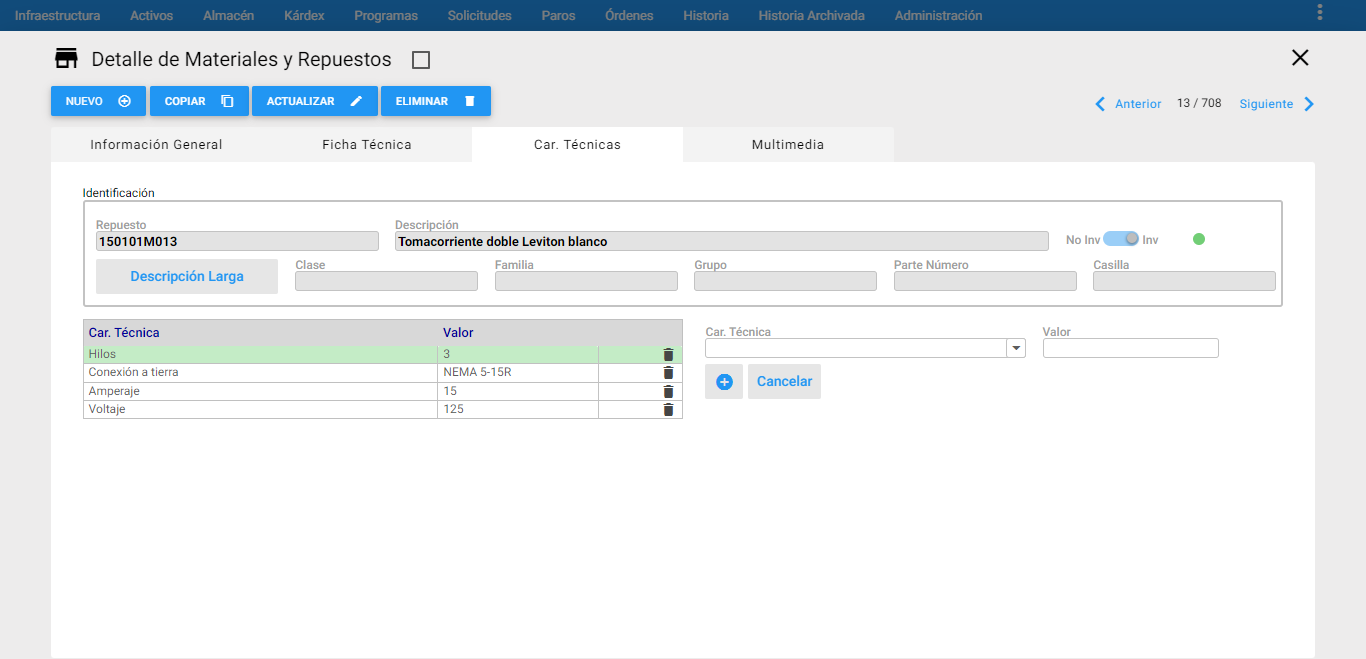 Infraestructura Activos Almacén Kárdex Programas Solicitudes Paros Órdenes Historia Historia Archivada Administración
Detalle de Materiales y Repuestos
NUEVO COPIAR ACTUALIZAR ELIMINAR
Anterior 13 / 708 Siguiente
Información General Ficha Técnica Car. Técnicas Multimedia
Identificación
Repuesto Descripción
150101M013 Tomacorriente doble Leviton blanco No Inv Inv
Descripción Larga Clase Familia Grupo Parte Número Casilla
Car. Técnica Valor Car. Técnica Valor
Hilos 3
Conexión a tierra NEMA 5-15R
Amperaje 15 Cancelar
Voltaje 125